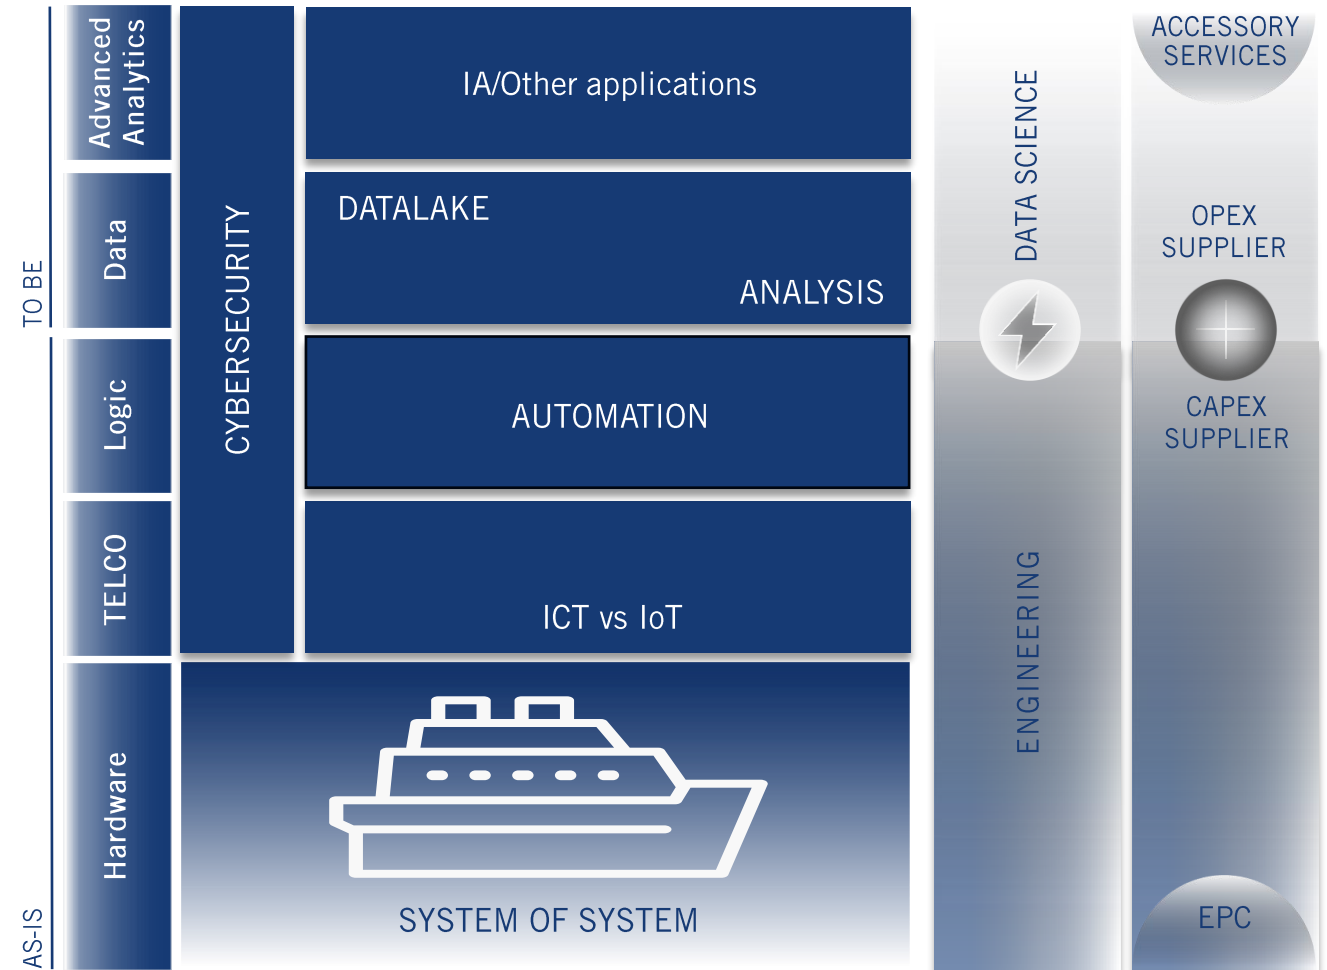 Advanced
Analytics
Data
Logic
TELCO
Hardware
TO BE
AS-IS
CYBERSECURITY
IA/Other applications
DATALAKE
ANALYSIS
AUTOMATION
ICT vs IoT
SYSTEM OF SYSTEM
DATA SCIENCE
ENGINEERING
ACCESSORY
SERVICES
OPEX
SUPPLIER
CAPEX
SUPPLIER
EPC